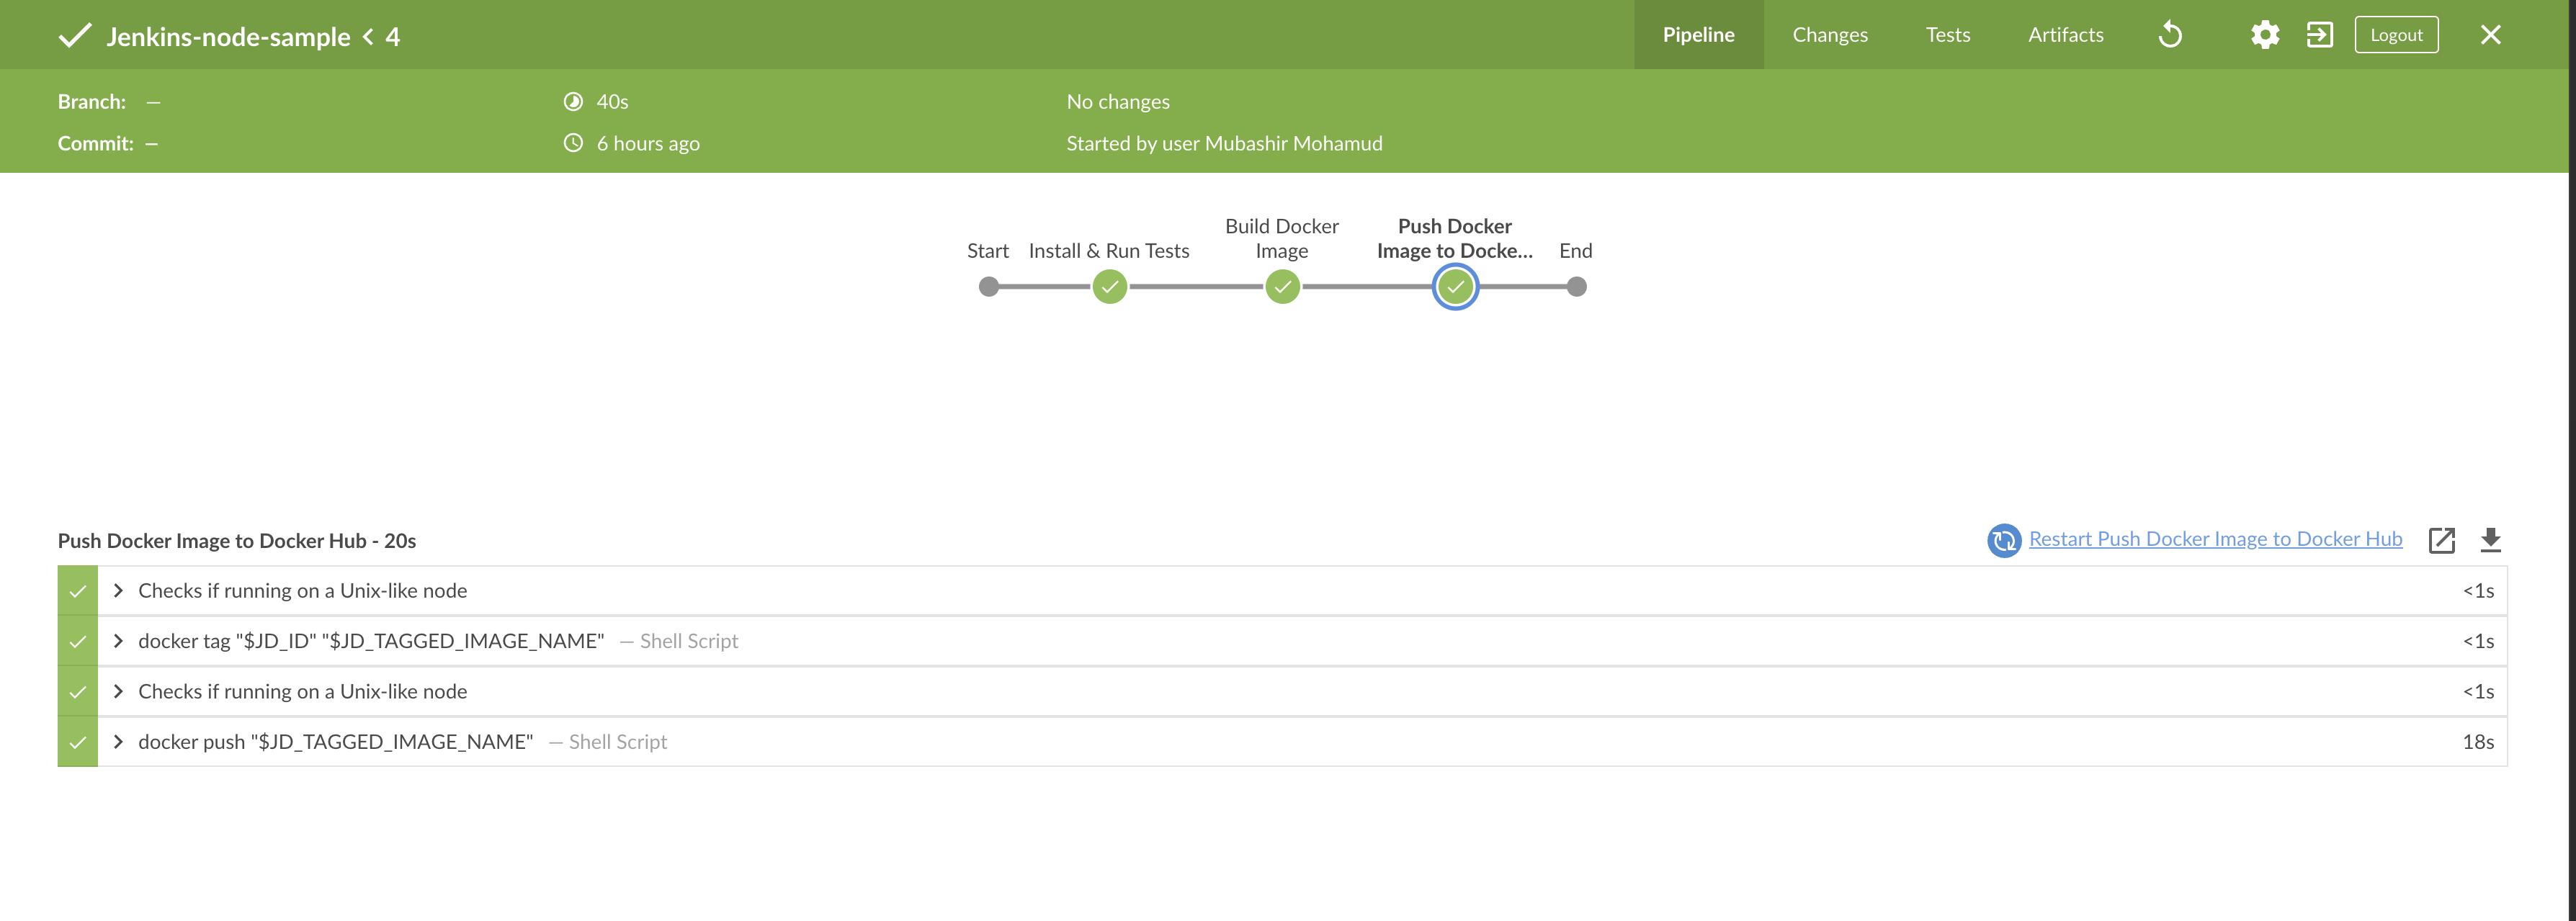 Jenkins-node-sample < 4
Pipeline
Changes
Tests
Artifacts
Logout
Branch: —
40s
No changes
Commit: —
6 hours ago
Started by user Mubashir Mohamud
Start
Install & Run Tests
Build Docker
Image
Push Docker
Image to Docke...
End
Push Docker Image to Docker Hub - 20s
Restart Push Docker Image to Docker Hub
Checks if running on a Unix-like node <1s
docker tag "$JD_ID" "$JD_TAGGED_IMAGE_NAME" — Shell Script <1s
Checks if running on a Unix-like node <1s
docker push "$JD_TAGGED_IMAGE_NAME" — Shell Script 18s